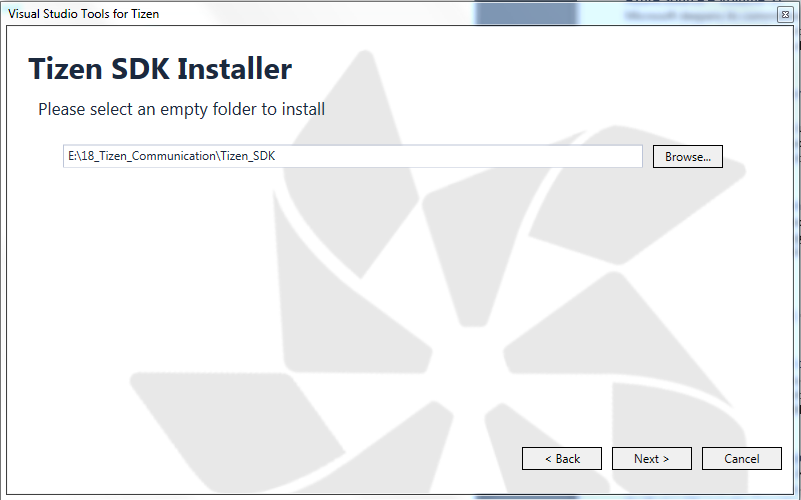 Visual Studio Tools for Tizen
Tizen SDK Installer
Please select an empty folder to install
E:\18_Tizen_Communication\Tizen_SDK
Browse...
< Back
Next >
Cancel